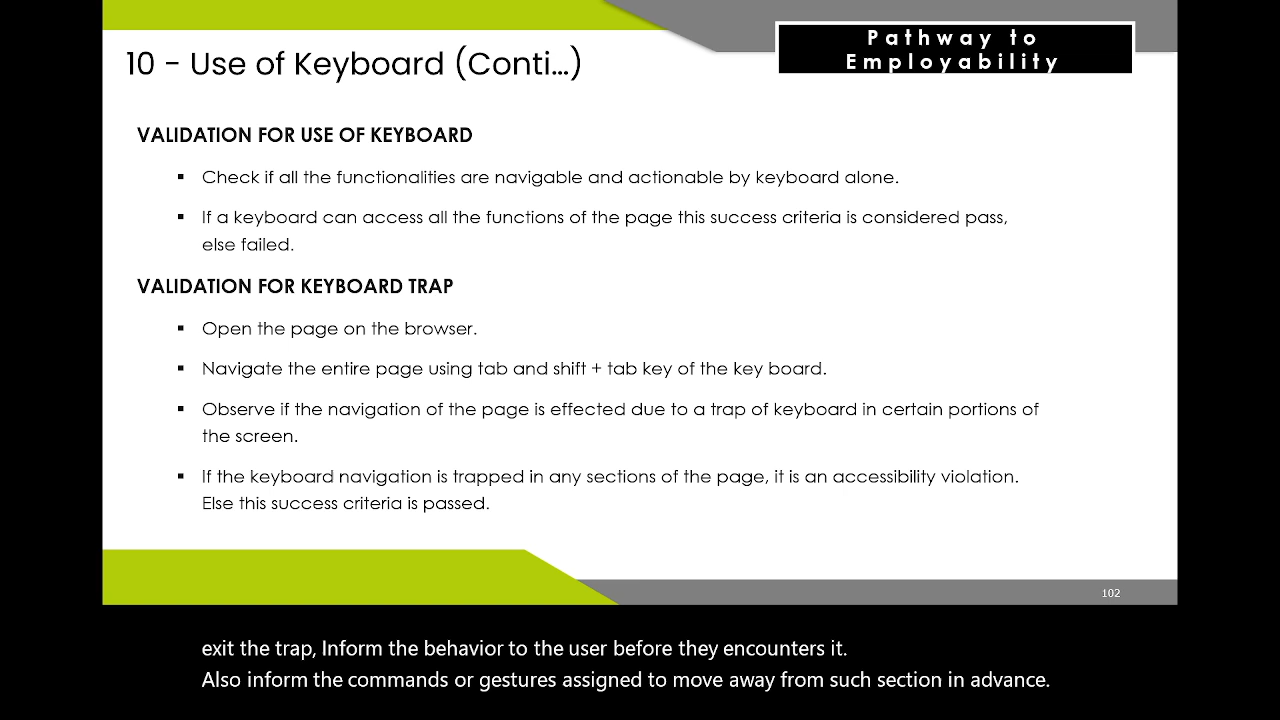 Pathway to
Employability
10 - Use of Keyboard (Conti...)
VALIDATION FOR USE OF KEYBOARD
▪ Check if all the functionalities are navigable and actionable by keyboard alone.
▪ If a keyboard can access all the functions of the page this success criteria is considered pass,
else failed.
VALIDATION FOR KEYBOARD TRAP
▪ Open the page on the browser.
▪ Navigate the entire page using tab and shift + tab key of the key board.
▪ Observe if the navigation of the page is effected due to a trap of keyboard in certain portions of
the screen.
▪ If the keyboard navigation is trapped in any sections of the page, it is an accessibility violation.
Else this success criteria is passed.
102
exit the trap, Inform the behavior to the user before they encounters it.
Also inform the commands or gestures assigned to move away from such section in advance.